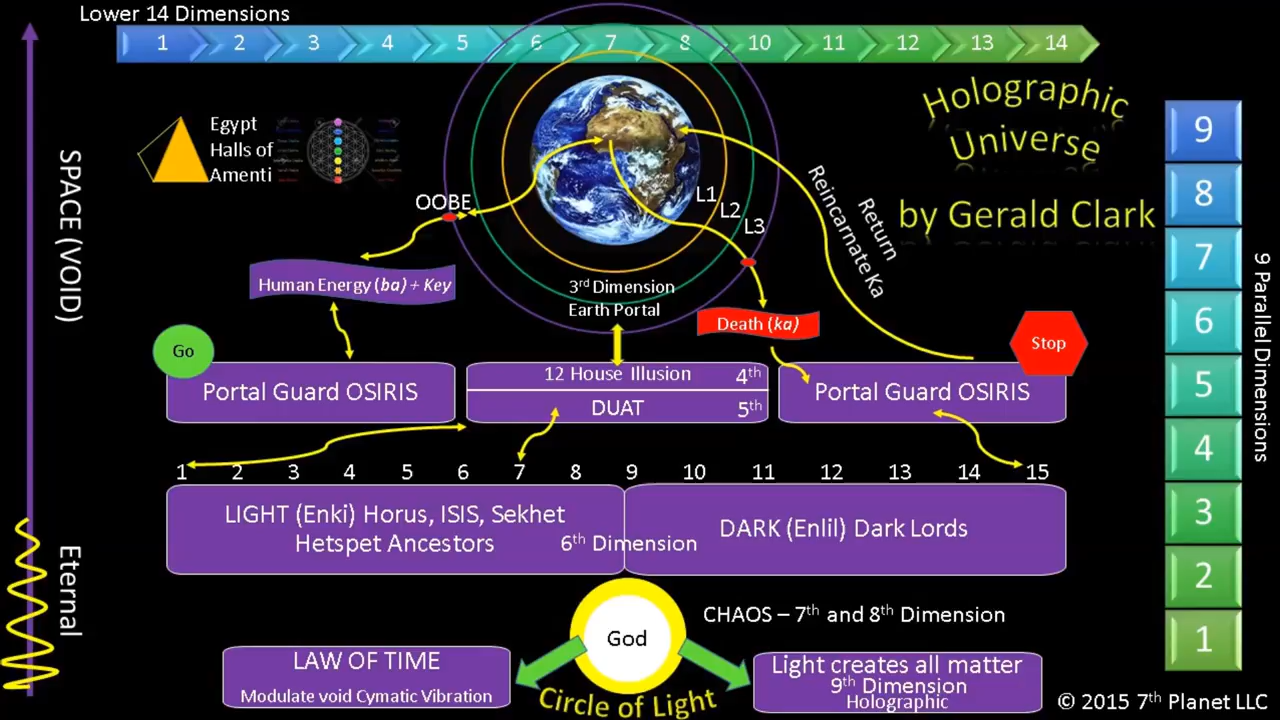 Lower 14 Dimensions
1 2 3 4 5 6 7 8 10 11 12 13 14
Holographic
Universe
by Gerald Clark
Egypt
Halls of
Amenti
SPACE (VOID)
Eternal
OOBE
L1
L2
L3
Return
Reincarnate Ka
Human Energy (ba) + Key
3rd Dimension
Earth Portal
Death (ka)
Go
Stop
Portal Guard OSIRIS
12 House Illusion 4th
DUAT 5th
Portal Guard OSIRIS
1 2 3 4 5 6 7 8 9 10 11 12 13 14 15
LIGHT (Enki) Horus, ISIS, Sekhet
Hetspet Ancestors
6th Dimension
DARK (Enlil) Dark Lords
God
CHAOS – 7th and 8th Dimension
LAW OF TIME
Modulate void Cymatic Vibration
Circle of Light
Light creates all matter
9th Dimension
Holographic
9
8
7
6
5
4
3
2
1
9 Parallel Dimensions
© 2015 7th Planet LLC